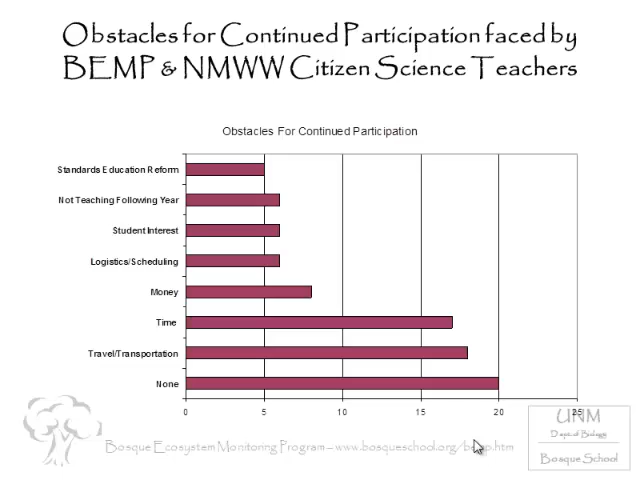 Obstacles for Continued Participation faced by
BEMP & NMWW Citizen Science Teachers
Obstacles For Continued Participation
Standards Education Reform
Not Teaching Following Year
Student Interest
Logistics/Scheduling
Money
Time
Travel/Transportation
None
0 5 10 15 20 25
UNM
Dept of Biology
Bosque School
Bosque Ecosystem Monitoring Program – www.bosqueschool.org/bemp.htm